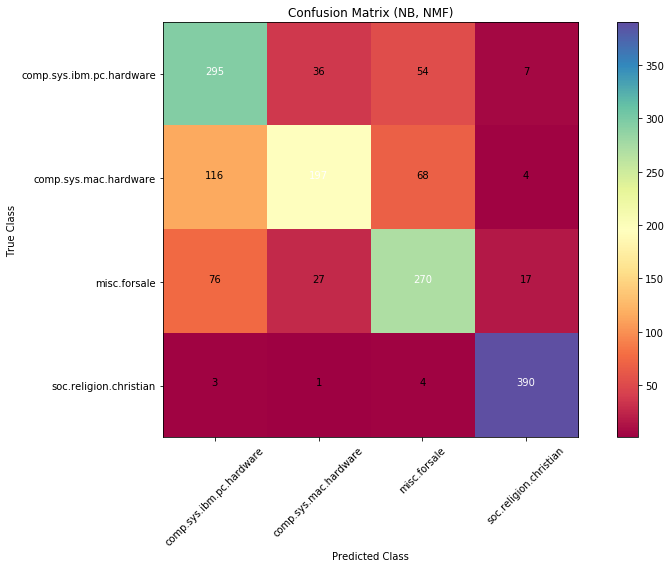 Confusion Matrix (NB, NMF)
comp.sys.ibm.pc.hardware
295 36 54 7
comp.sys.mac.hardware
116 68 4
misc.forsale
76 27 270 17
soc.religion.christian
3 1 4 390
True Class
comp.sys.ibm.pc.hardware
comp.sys.mac.hardware
misc.forsale
soc.religion.christian
Predicted Class
350
300
250
200
150
100
50